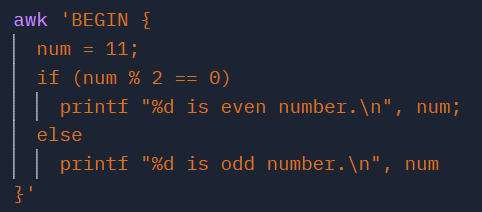 awk 'BEGIN {
  num = 11;
  if (num % 2 == 0)
    printf "%d is even number.\n", num;
  else
    printf "%d is odd number.\n", num
}'